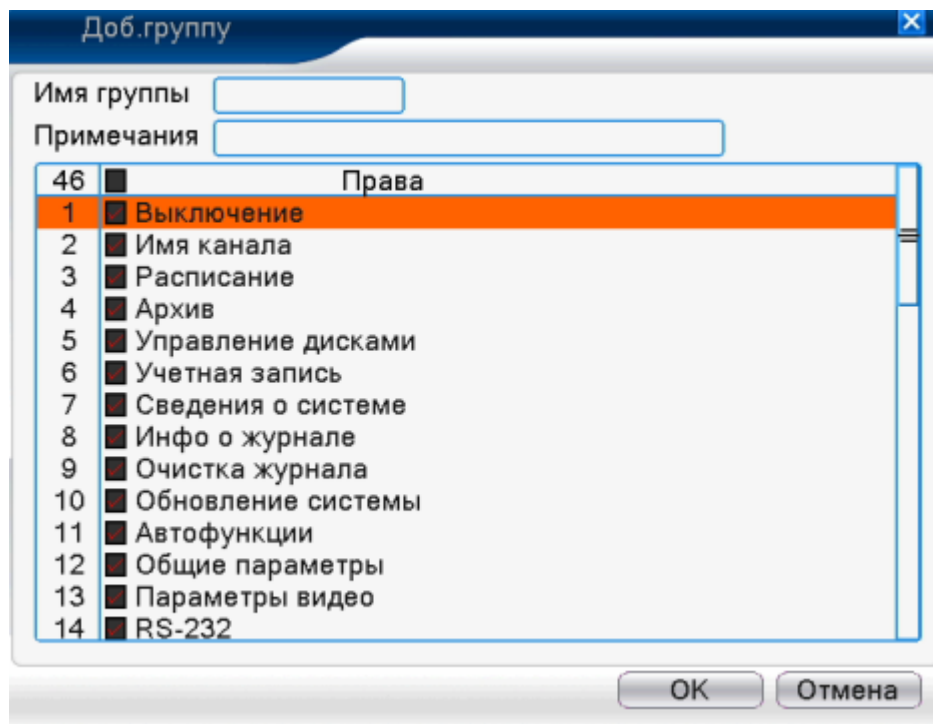 Доб.группу
Имя группы
Примечания
46 Права
1 Выключение
2 Имя канала
3 Расписание
4 Архив
5 Управление дисками
6 Учетная запись
7 Сведения о системе
8 Инфо о журнале
9 Очистка журнала
10 Обновление системы
11 Автофункции
12 Общие параметры
13 Параметры видео
14 RS-232
OK Отмена